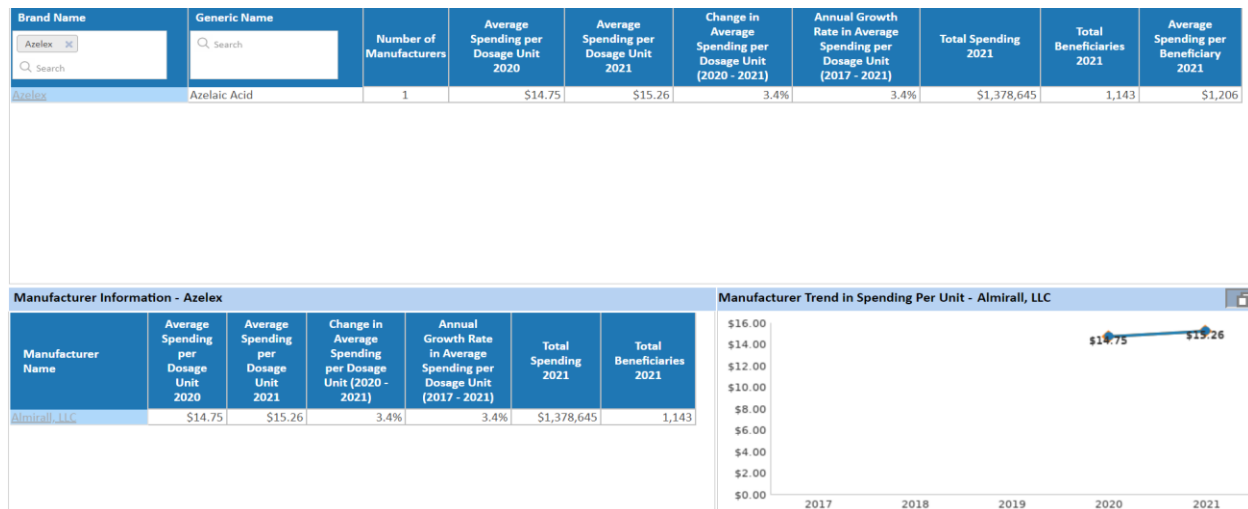 Brand Name
Azelex ×
Search
Generic Name
Search
Number of
Manufacturers
Average
Spending per
Dosage Unit
2020
Average
Spending per
Dosage Unit
2021
Change in
Average
Spending per
Dosage Unit
(2020 - 2021)
Annual Growth
Rate in Average
Spending per
Dosage Unit
(2017 - 2021)
Total Spending
2021
Total
Beneficiaries
2021
Average
Spending per
Beneficiary
2021
Azelex Azelaic Acid 1 $14.75 $15.26 3.4% 3.4% $1,378,645 1,143 $1,206
Manufacturer Information - Azelex
Manufacturer
Name
Average
Spending
per
Dosage
Unit
2020
Average
Spending
per
Dosage
Unit
2021
Change in
Average
Spending
per Dosage
Unit (2020 -
2021)
Annual
Growth Rate
in Average
Spending per
Dosage Unit
(2017 - 2021)
Total
Spending
2021
Total
Beneficiaries
2021
Almirall, LLC $14.75 $15.26 3.4% 3.4% $1,378,645 1,143
Manufacturer Trend in Spending Per Unit - Almirall, LLC
$16.00
$14.00
$12.00
$10.00
$8.00
$6.00
$4.00
$2.00
$0.00
$14.75
$15.26
2017 2018 2019 2020 2021